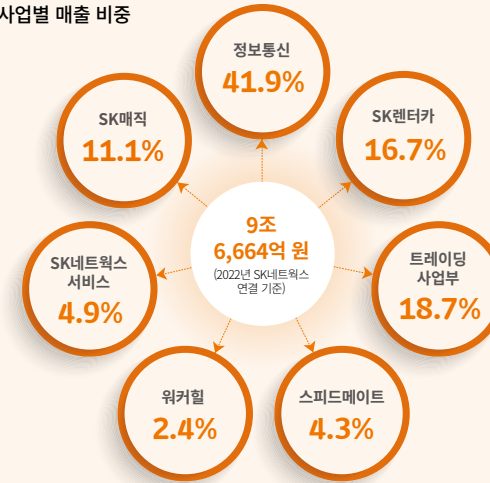 사업별 매출 비중
정보통신
41.9%
SK매직
11.1%
SK렌터카
16.7%
9조
6,664억 원
(2022년 SK네트웍스
연결 기준)
SK네트웍스
서비스
4.9%
트레이딩
사업부
18.7%
워커힐
2.4%
스피드메이트
4.3%